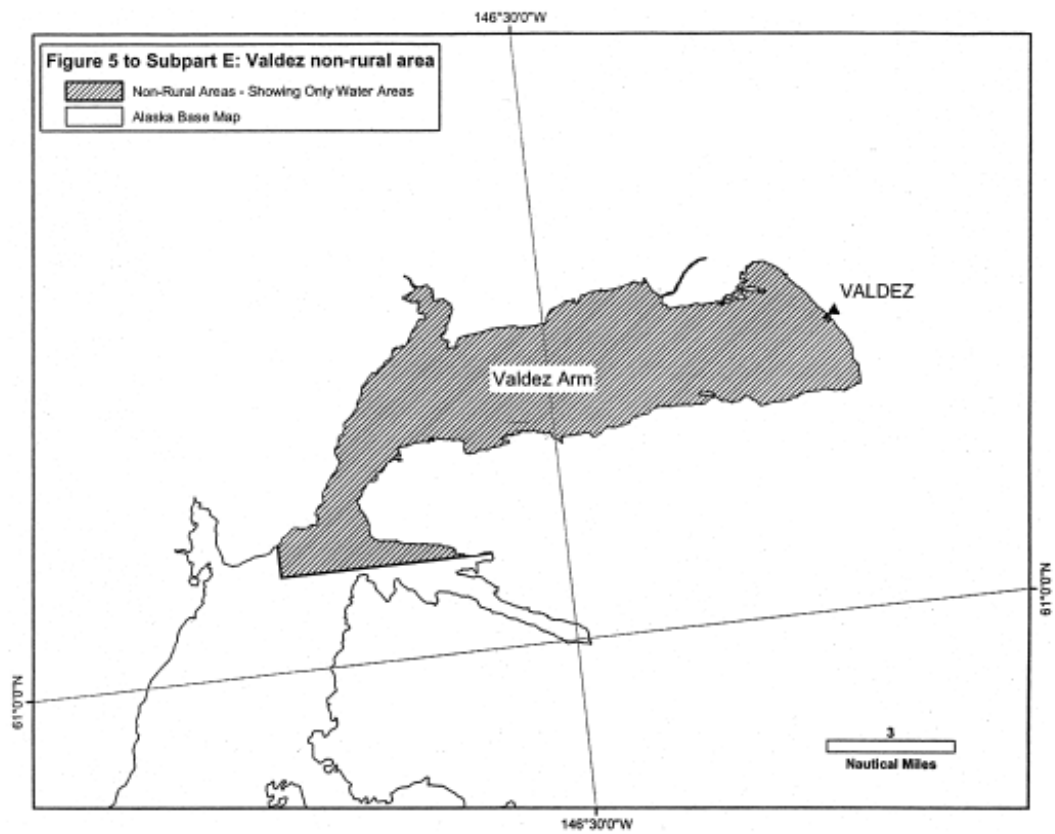 146°30'0"W
Figure 5 to Subpart E: Valdez non-rural area
Non-Rural Areas - Showing Only Water Areas
Alaska Base Map
VALDEZ
Valdez Arm
61°0'0"N
61°0'0"N
3
Nautical Miles
146°30'0"W